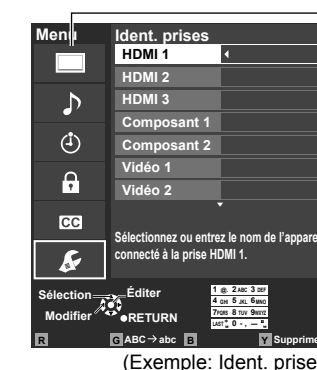 Menu Ident. prises
HDMI 1
HDMI 2
HDMI 3
Composant 1
Composant 2
Vidéo 1
Vidéo 2
CC
Sélectionnez ou entrez le nom de l'appare
connecté à la prise HDMI 1.
Sélection Éditer
Modifier RETURN
1 @. 2 ABC 3 DEF
4 GHI 5 JKL 6 MNO
7 PQRS 8 TUV 9 WXYZ
LAST 0 - ,
R G ABC → abc B Y Supprime
(Exemple: Ident. prise